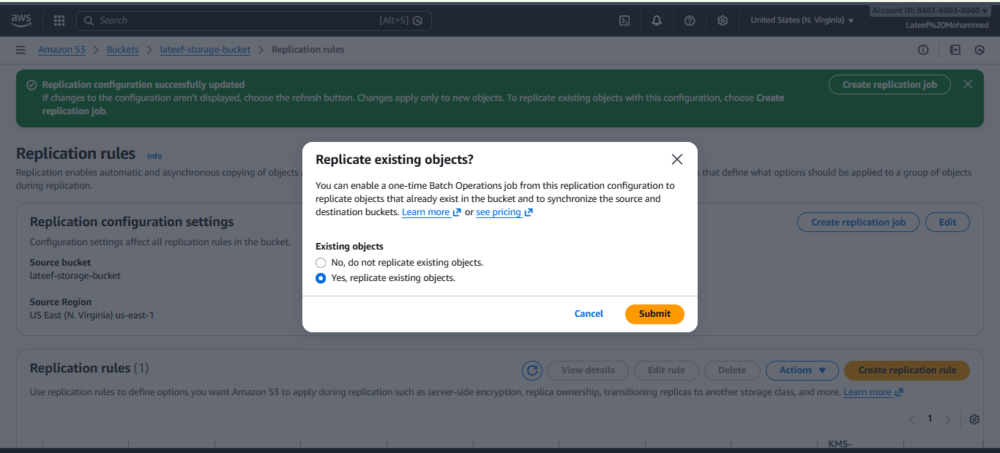 aws
Search
[Alt+S]
United States (N. Virginia)
Account ID: 8483-6003-8040
Lateef%20Mohammed
Amazon S3
Buckets
lateef-storage-bucket
Replication rules
Replication configuration successfully updated
If changes to the configuration aren't displayed, choose the refresh button. Changes apply only to new objects. To replicate existing objects with this configuration, choose Create
replication job.
Create replication job
Replication rules
Info
Replication enables automatic and asynchronous copying of objects
that define what options should be applied to a group of objects
during replication.
Replicate existing objects?
You can enable a one-time Batch Operations job from this replication configuration to
replicate objects that already exist in the bucket and to synchronize the source and
destination buckets. Learn more or see pricing
Existing objects
No, do not replicate existing objects.
Yes, replicate existing objects.
Cancel
Submit
Replication configuration settings
Create replication job
Edit
Configuration settings affect all replication rules in the bucket.
Source bucket
lateef-storage-bucket
Source Region
US East (N. Virginia) us-east-1
Replication rules (1)
View details
Edit rule
Delete
Actions
Create replication rule
Use replication rules to define options you want Amazon S3 to apply during replication such as server-side encryption, replica ownership, transitioning replicas to another storage class, and more. Learn more
1
KMS-